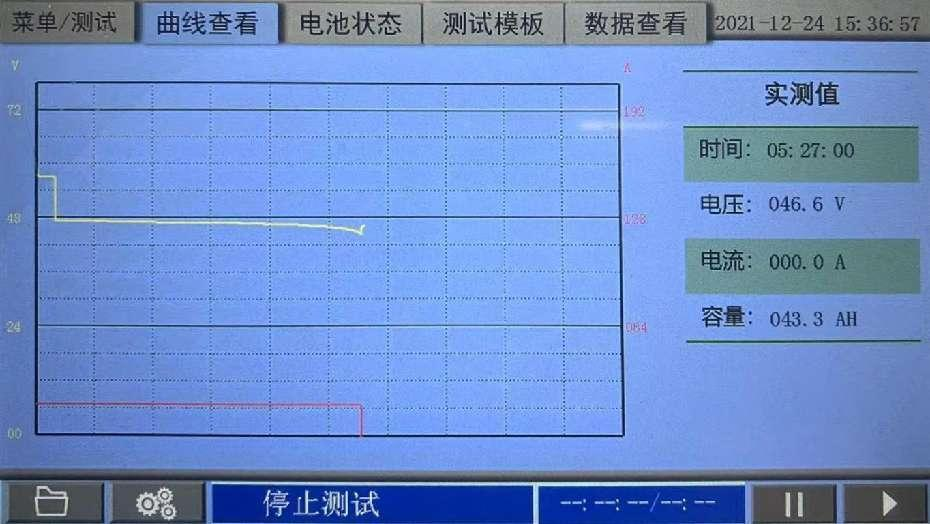 菜单/测试 曲线查看 电池状态 测试模板 数据查看 2021-12-24 15:36:57
V A
实测值
72 192
时间: 05:27:00
电压: 046.6 V
48 128
电流: 000.0 A
容量: 043.3 AH
24 064
00
停止测试 --:--:--/--:--